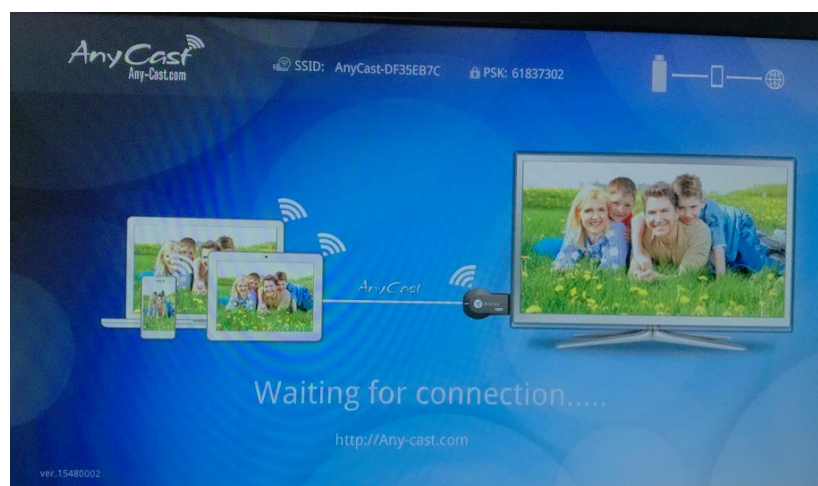 AnyCast
Any-Cast.com
SSID: AnyCast-DF35EB7C
PSK: 61837302
AnyCast
Waiting for connection.....
http://Any-cast.com
ver.15480002